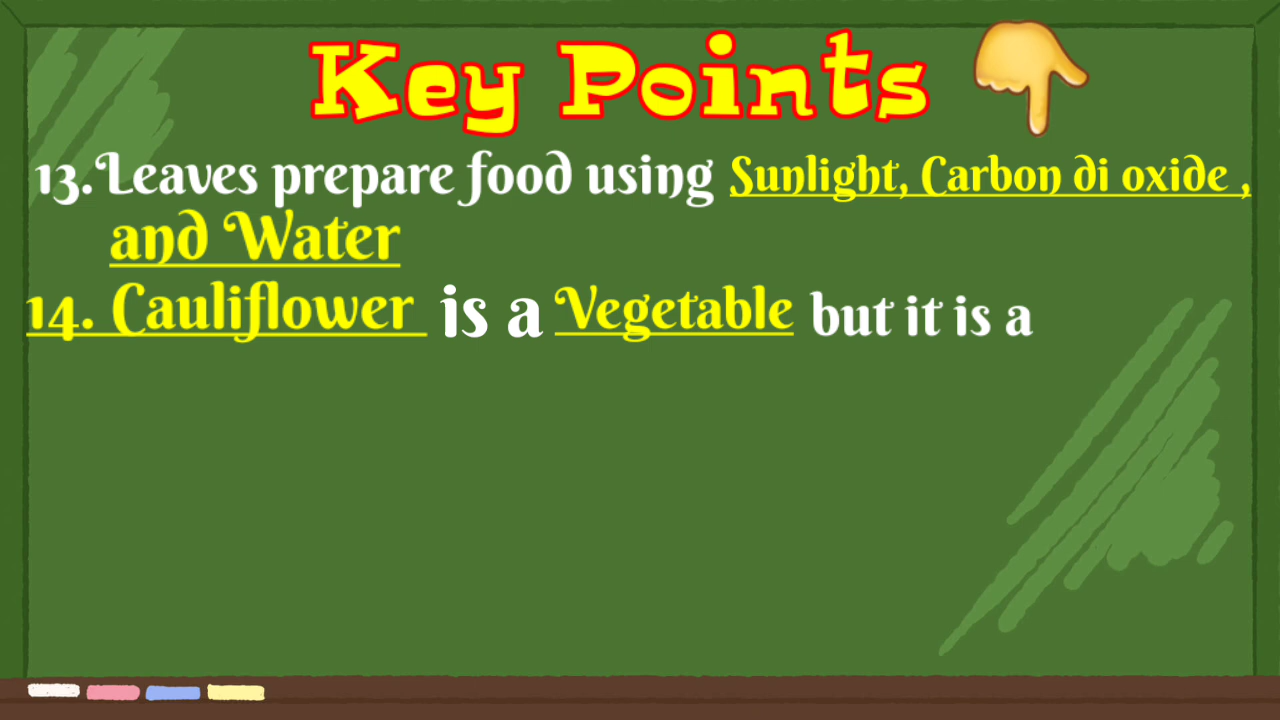 Key Points
13.Leaves prepare food using Sunlight, Carbon di oxide ,
and Water
14. Cauliflower is a Vegetable but it is a